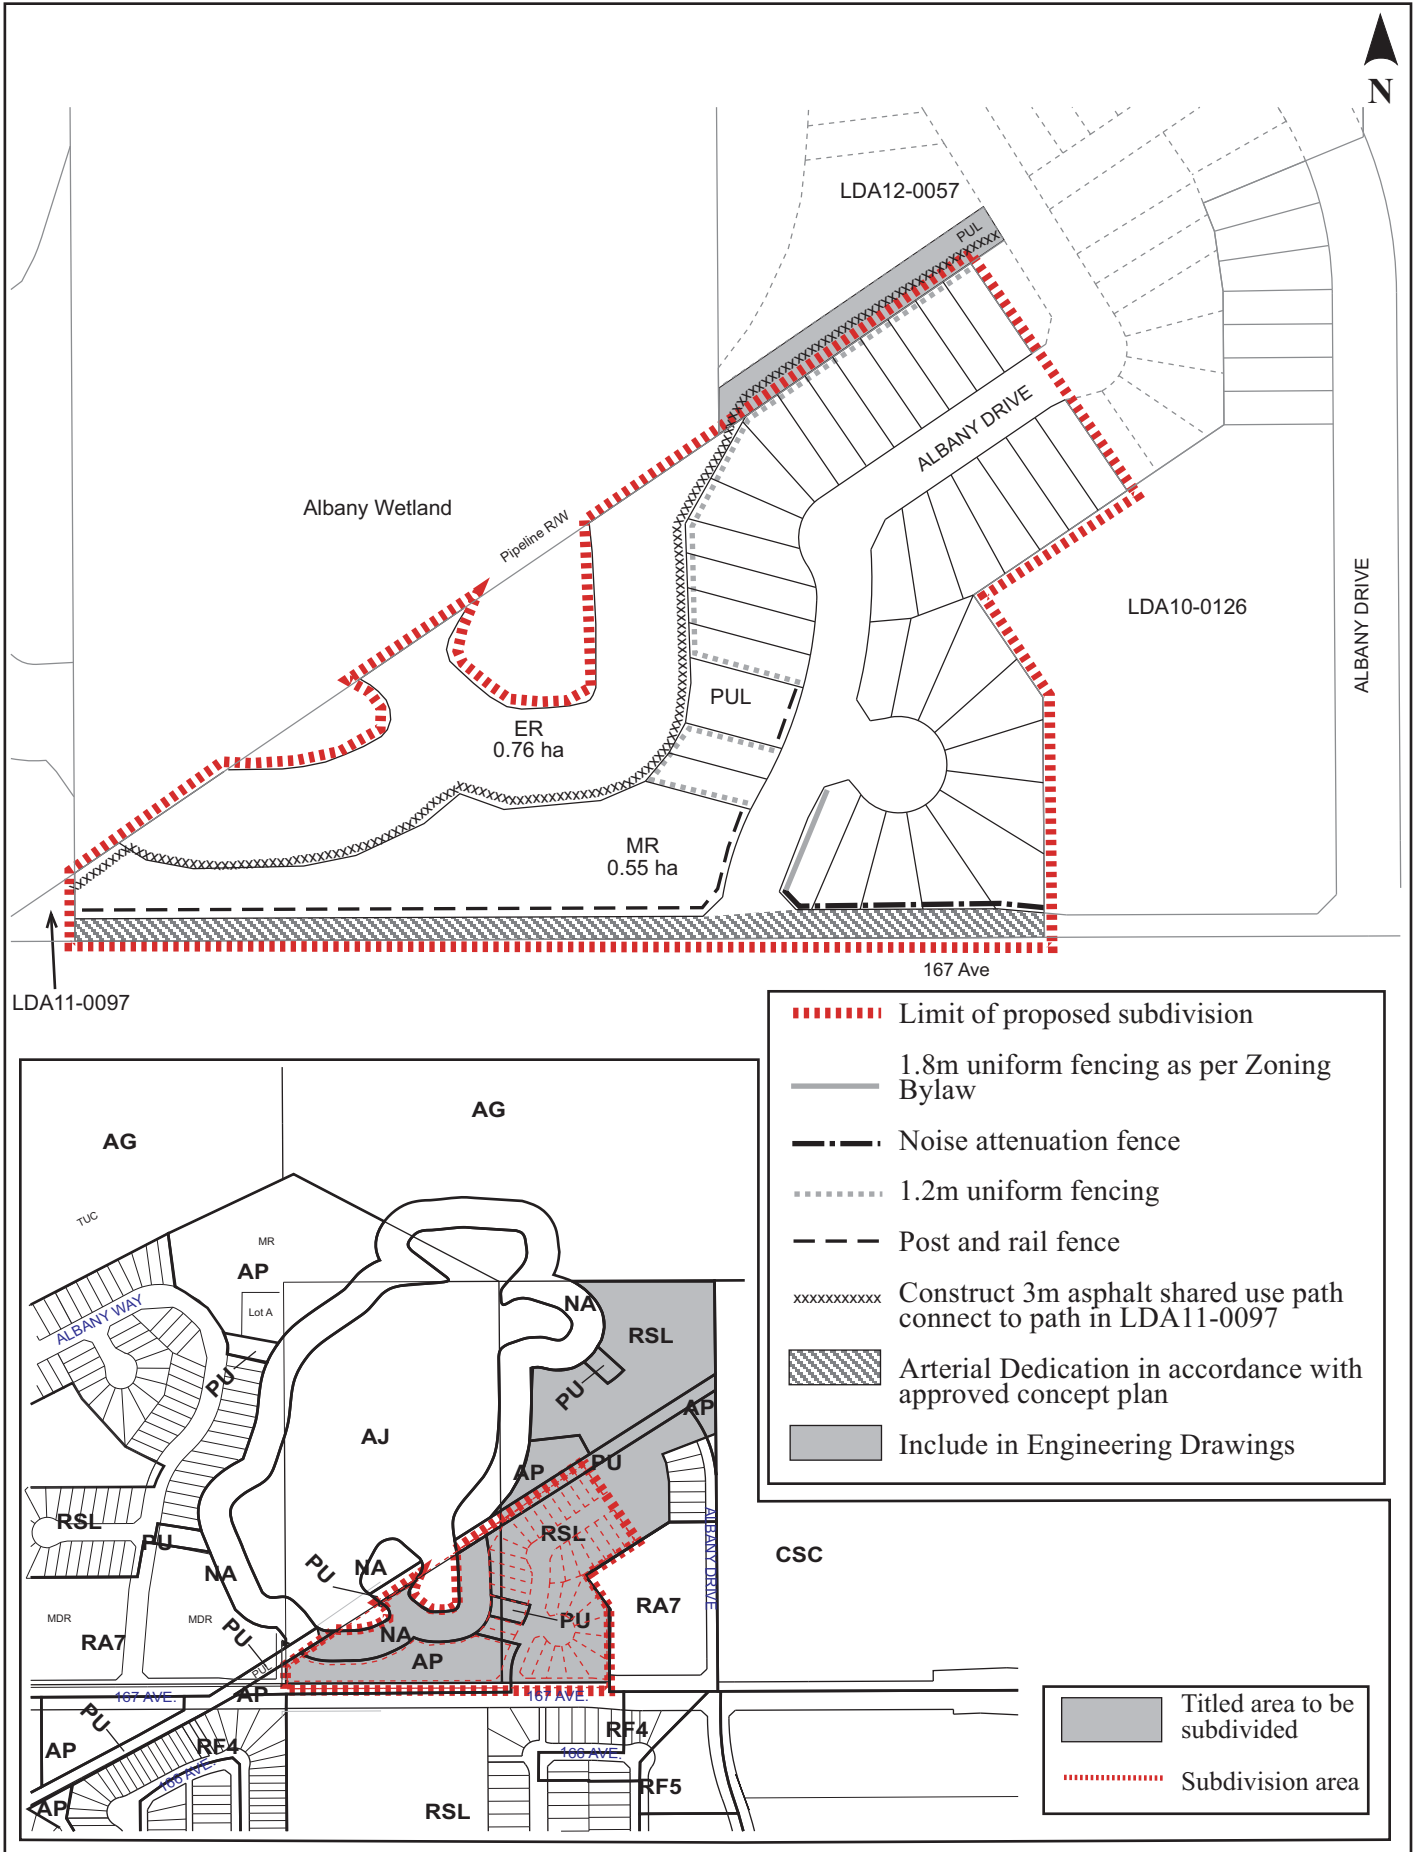 N
LDA12-0057
PUL
ALBANY DRIVE
Albany Wetland
Pipeline R/W
ALBANY DRIVE
LDA10-0126
PUL
ER
0.76 ha
MR
0.55 ha
167 Ave
LDA11-0097
Limit of proposed subdivision
1.8m uniform fencing as per Zoning
Bylaw
Noise attenuation fence
1.2m uniform fencing
Post and rail fence
Construct 3m asphalt shared use path
connect to path in LDA11-0097
Arterial Dedication in accordance with
approved concept plan
Include in Engineering Drawings
AG
AG
TUC
MR
AP
Lot A
ALBANY WAY
NA
RSL
PU
PU
AP
AJ
AP
PU
RSL
RSL
PU
ALBANY DRIVE
CSC
NA
PU
NA
RA7
MDR
MDR
PU
PU
RA7
NA
AP
PUL
167 AVE.
AP
167 AVE.
PU
AP
RF4
166 AVE.
RF4
166 AVE.
RF5
AP
RSL
Titled area to be
subdivided
Subdivision area